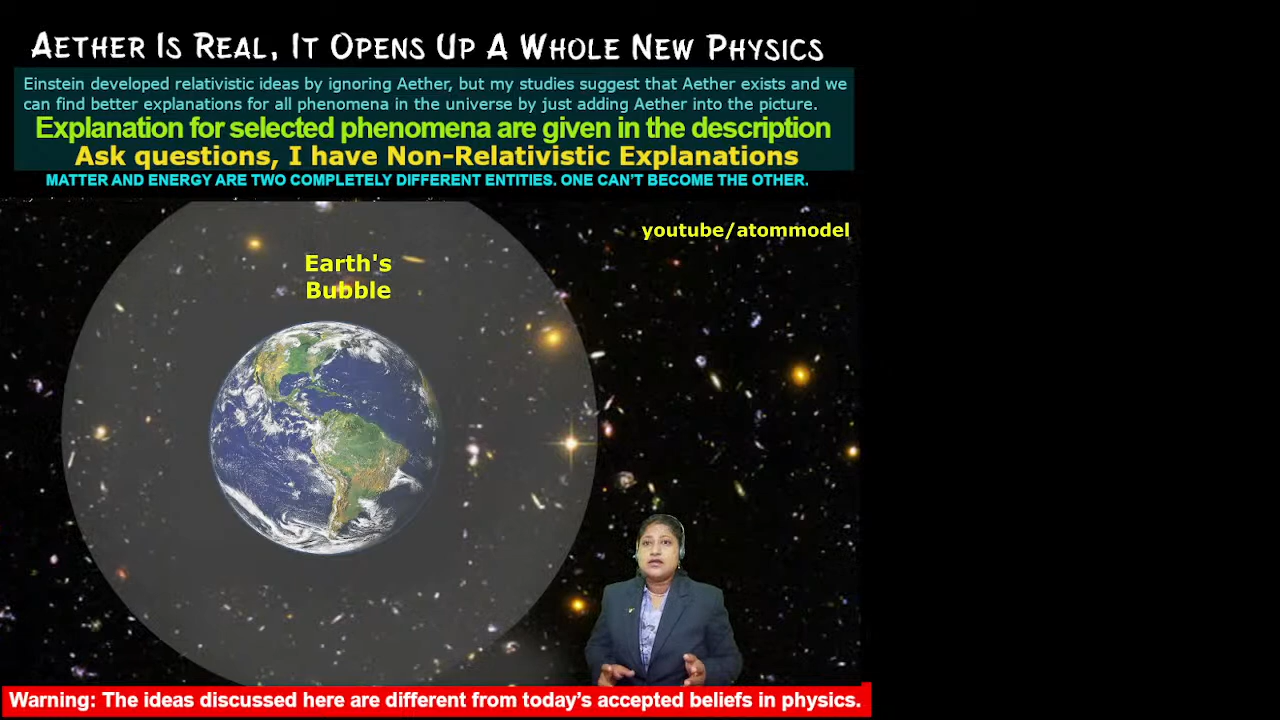 Aether Is Real, It Opens Up A Whole New Physics
Einstein developed relativistic ideas by ignoring Aether, but my studies suggest that Aether exists and we
can find better explanations for all phenomena in the universe by just adding Aether into the picture.
Explanation for selected phenomena are given in the description
Ask questions, I have Non-Relativistic Explanations
MATTER AND ENERGY ARE TWO COMPLETELY DIFFERENT ENTITIES. ONE CAN'T BECOME THE OTHER.
youtube/atommodel
Earth's
Bubble
Warning: The ideas discussed here are different from today's accepted beliefs in physics.